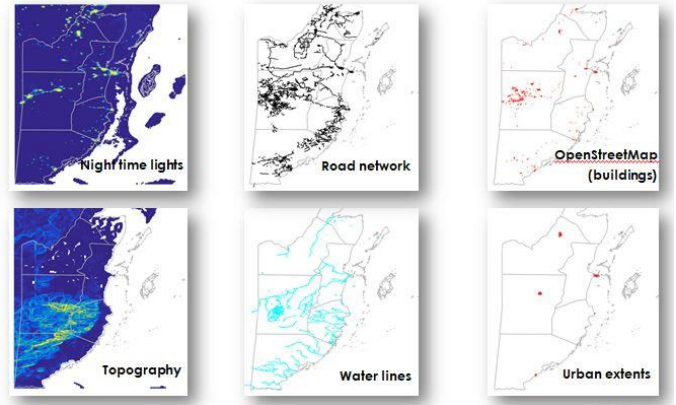 Night time lights
Road network
OpenStreetMap
(buildings)
Topography
Water lines
Urban extents